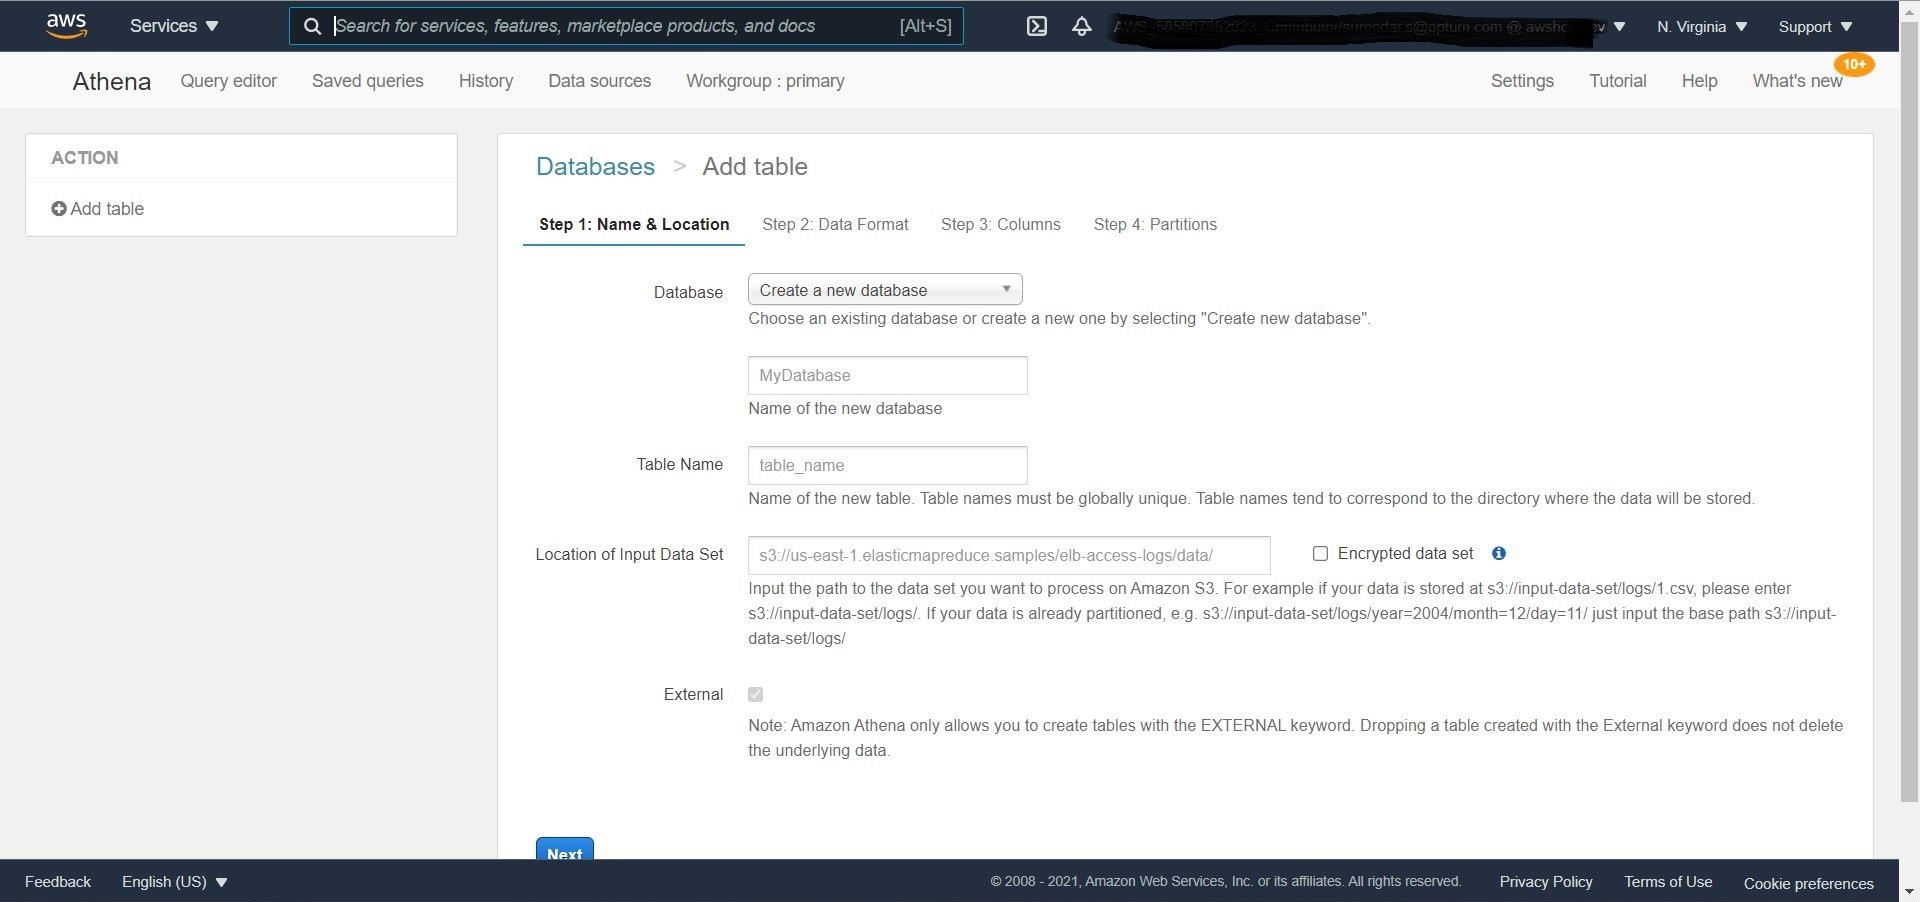 aws Services Search for services, features, marketplace products, and docs [Alt+S] N. Virginia Support
Athena Query editor Saved queries History Data sources Workgroup : primary Settings Tutorial Help What's new 10+
ACTION
Add table
Databases > Add table
Step 1: Name & Location Step 2: Data Format Step 3: Columns Step 4: Partitions
Database Create a new database
Choose an existing database or create a new one by selecting "Create new database".
MyDatabase
Name of the new database
Table Name table_name
Name of the new table. Table names must be globally unique. Table names tend to correspond to the directory where the data will be stored.
Location of Input Data Set s3://us-east-1.elasticmapreduce.samples/elb-access-logs/data/ Encrypted data set
Input the path to the data set you want to process on Amazon S3. For example if your data is stored at s3://input-data-set/logs/1.csv, please enter
s3://input-data-set/logs/. If your data is already partitioned, e.g. s3://input-data-set/logs/year=2004/month=12/day=11/ just input the base path s3://input-
data-set/logs/
External
Note: Amazon Athena only allows you to create tables with the EXTERNAL keyword. Dropping a table created with the External keyword does not delete
the underlying data.
Next
Feedback English (US) © 2008 - 2021, Amazon Web Services, Inc. or its affiliates. All rights reserved. Privacy Policy Terms of Use Cookie preferences